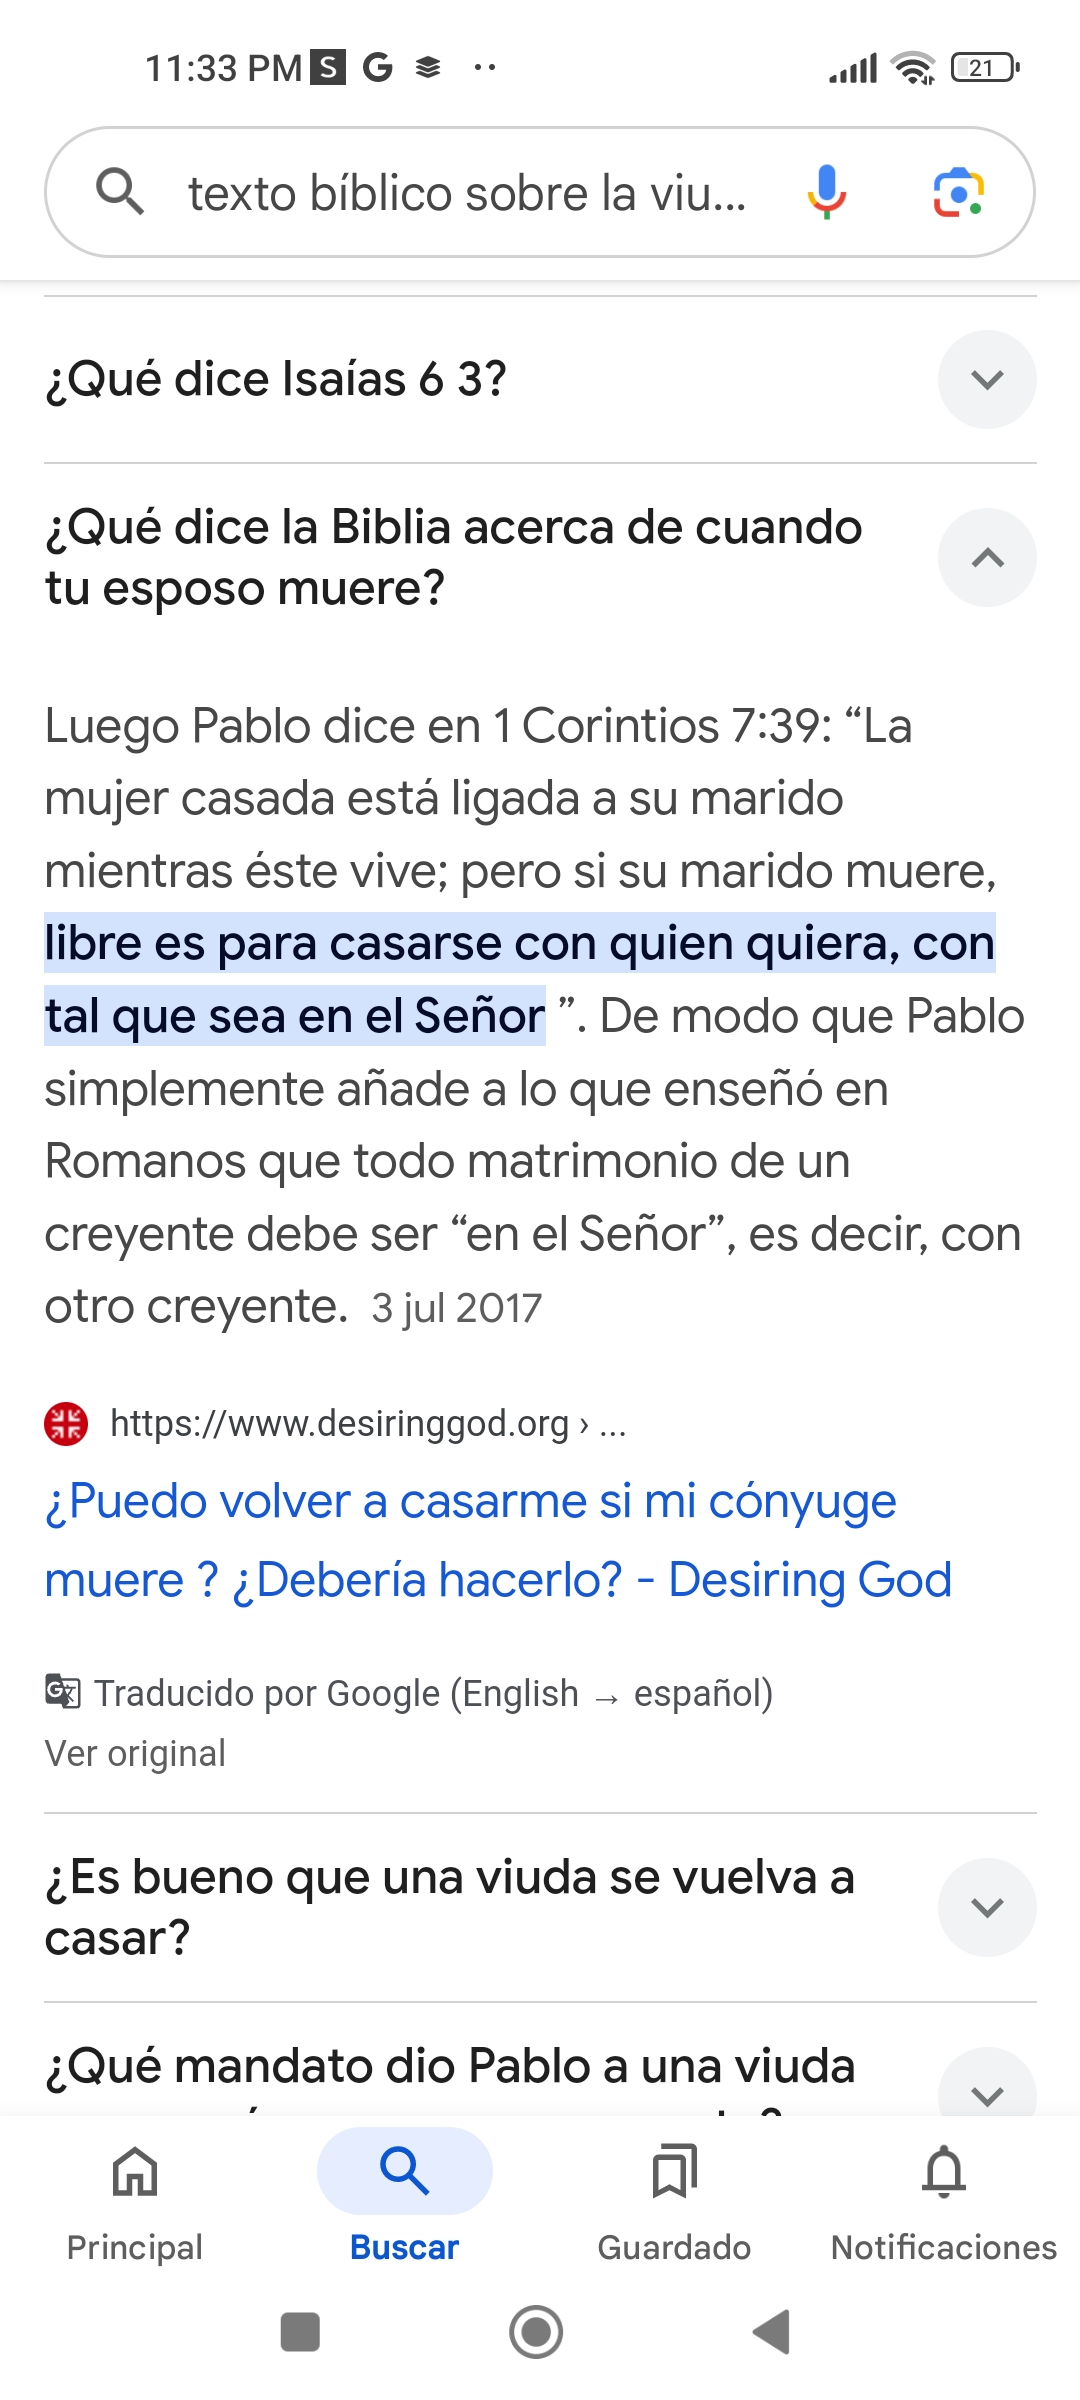 11:33 PM S G
21
texto bíblico sobre la viu...
¿Qué dice Isaías 6 3?
¿Qué dice la Biblia acerca de cuando
tu esposo muere?
Luego Pablo dice en 1 Corintios 7:39: “La
mujer casada está ligada a su marido
mientras éste vive; pero si su marido muere,
libre es para casarse con quien quiera, con
tal que sea en el Señor ”. De modo que Pablo
simplemente añade a lo que enseñó en
Romanos que todo matrimonio de un
creyente debe ser “en el Señor”, es decir, con
otro creyente. 3 jul 2017
https://www.desiringgod.org › ...
¿Puedo volver a casarme si mi cónyuge
muere ? ¿Debería hacerlo? - Desiring God
Traducido por Google (English → español)
Ver original
¿Es bueno que una viuda se vuelva a
casar?
¿Qué mandato dio Pablo a una viuda
Principal
Buscar
Guardado
Notificaciones